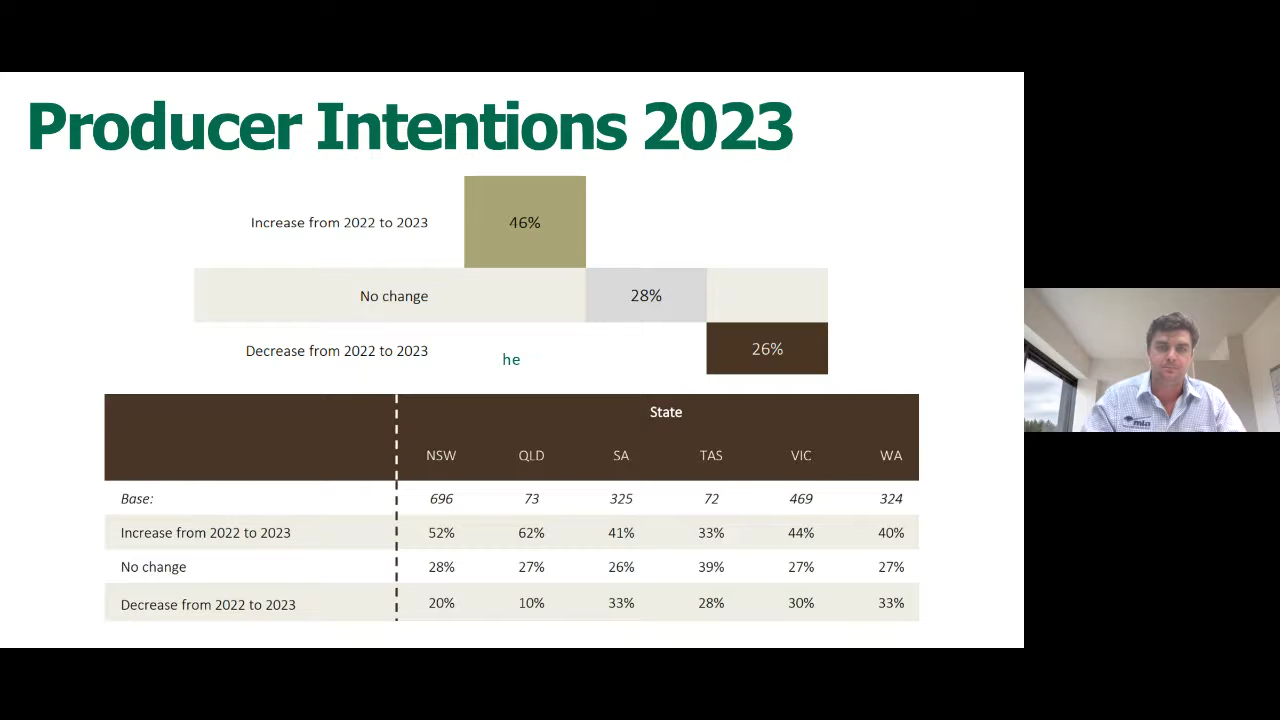 Producer Intentions 2023
Increase from 2022 to 2023 46%
No change 28%
Decrease from 2022 to 2023 he 26%
State
NSW QLD SA TAS VIC WA
Base: 696 73 325 72 469 324
Increase from 2022 to 2023 52% 62% 41% 33% 44% 40%
No change 28% 27% 26% 39% 27% 27%
Decrease from 2022 to 2023 20% 10% 33% 28% 30% 33%
mla